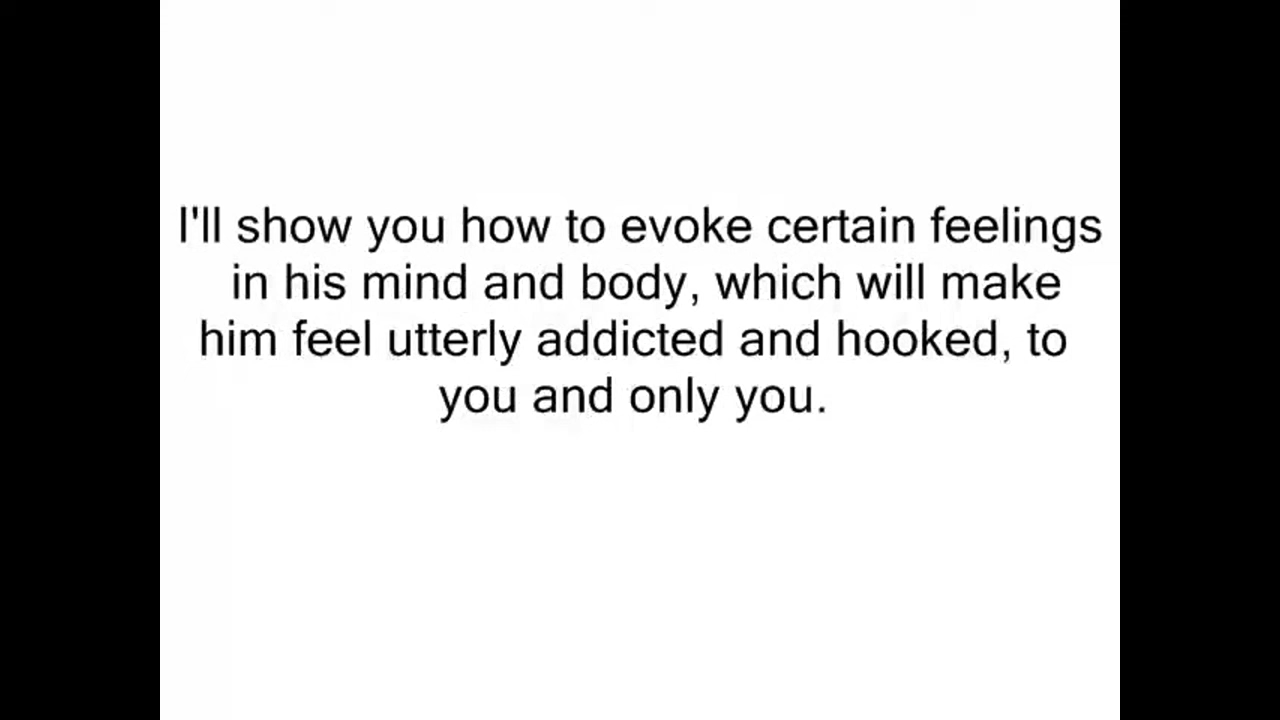 I'll show you how to evoke certain feelings
in his mind and body, which will make
him feel utterly addicted and hooked, to
you and only you.